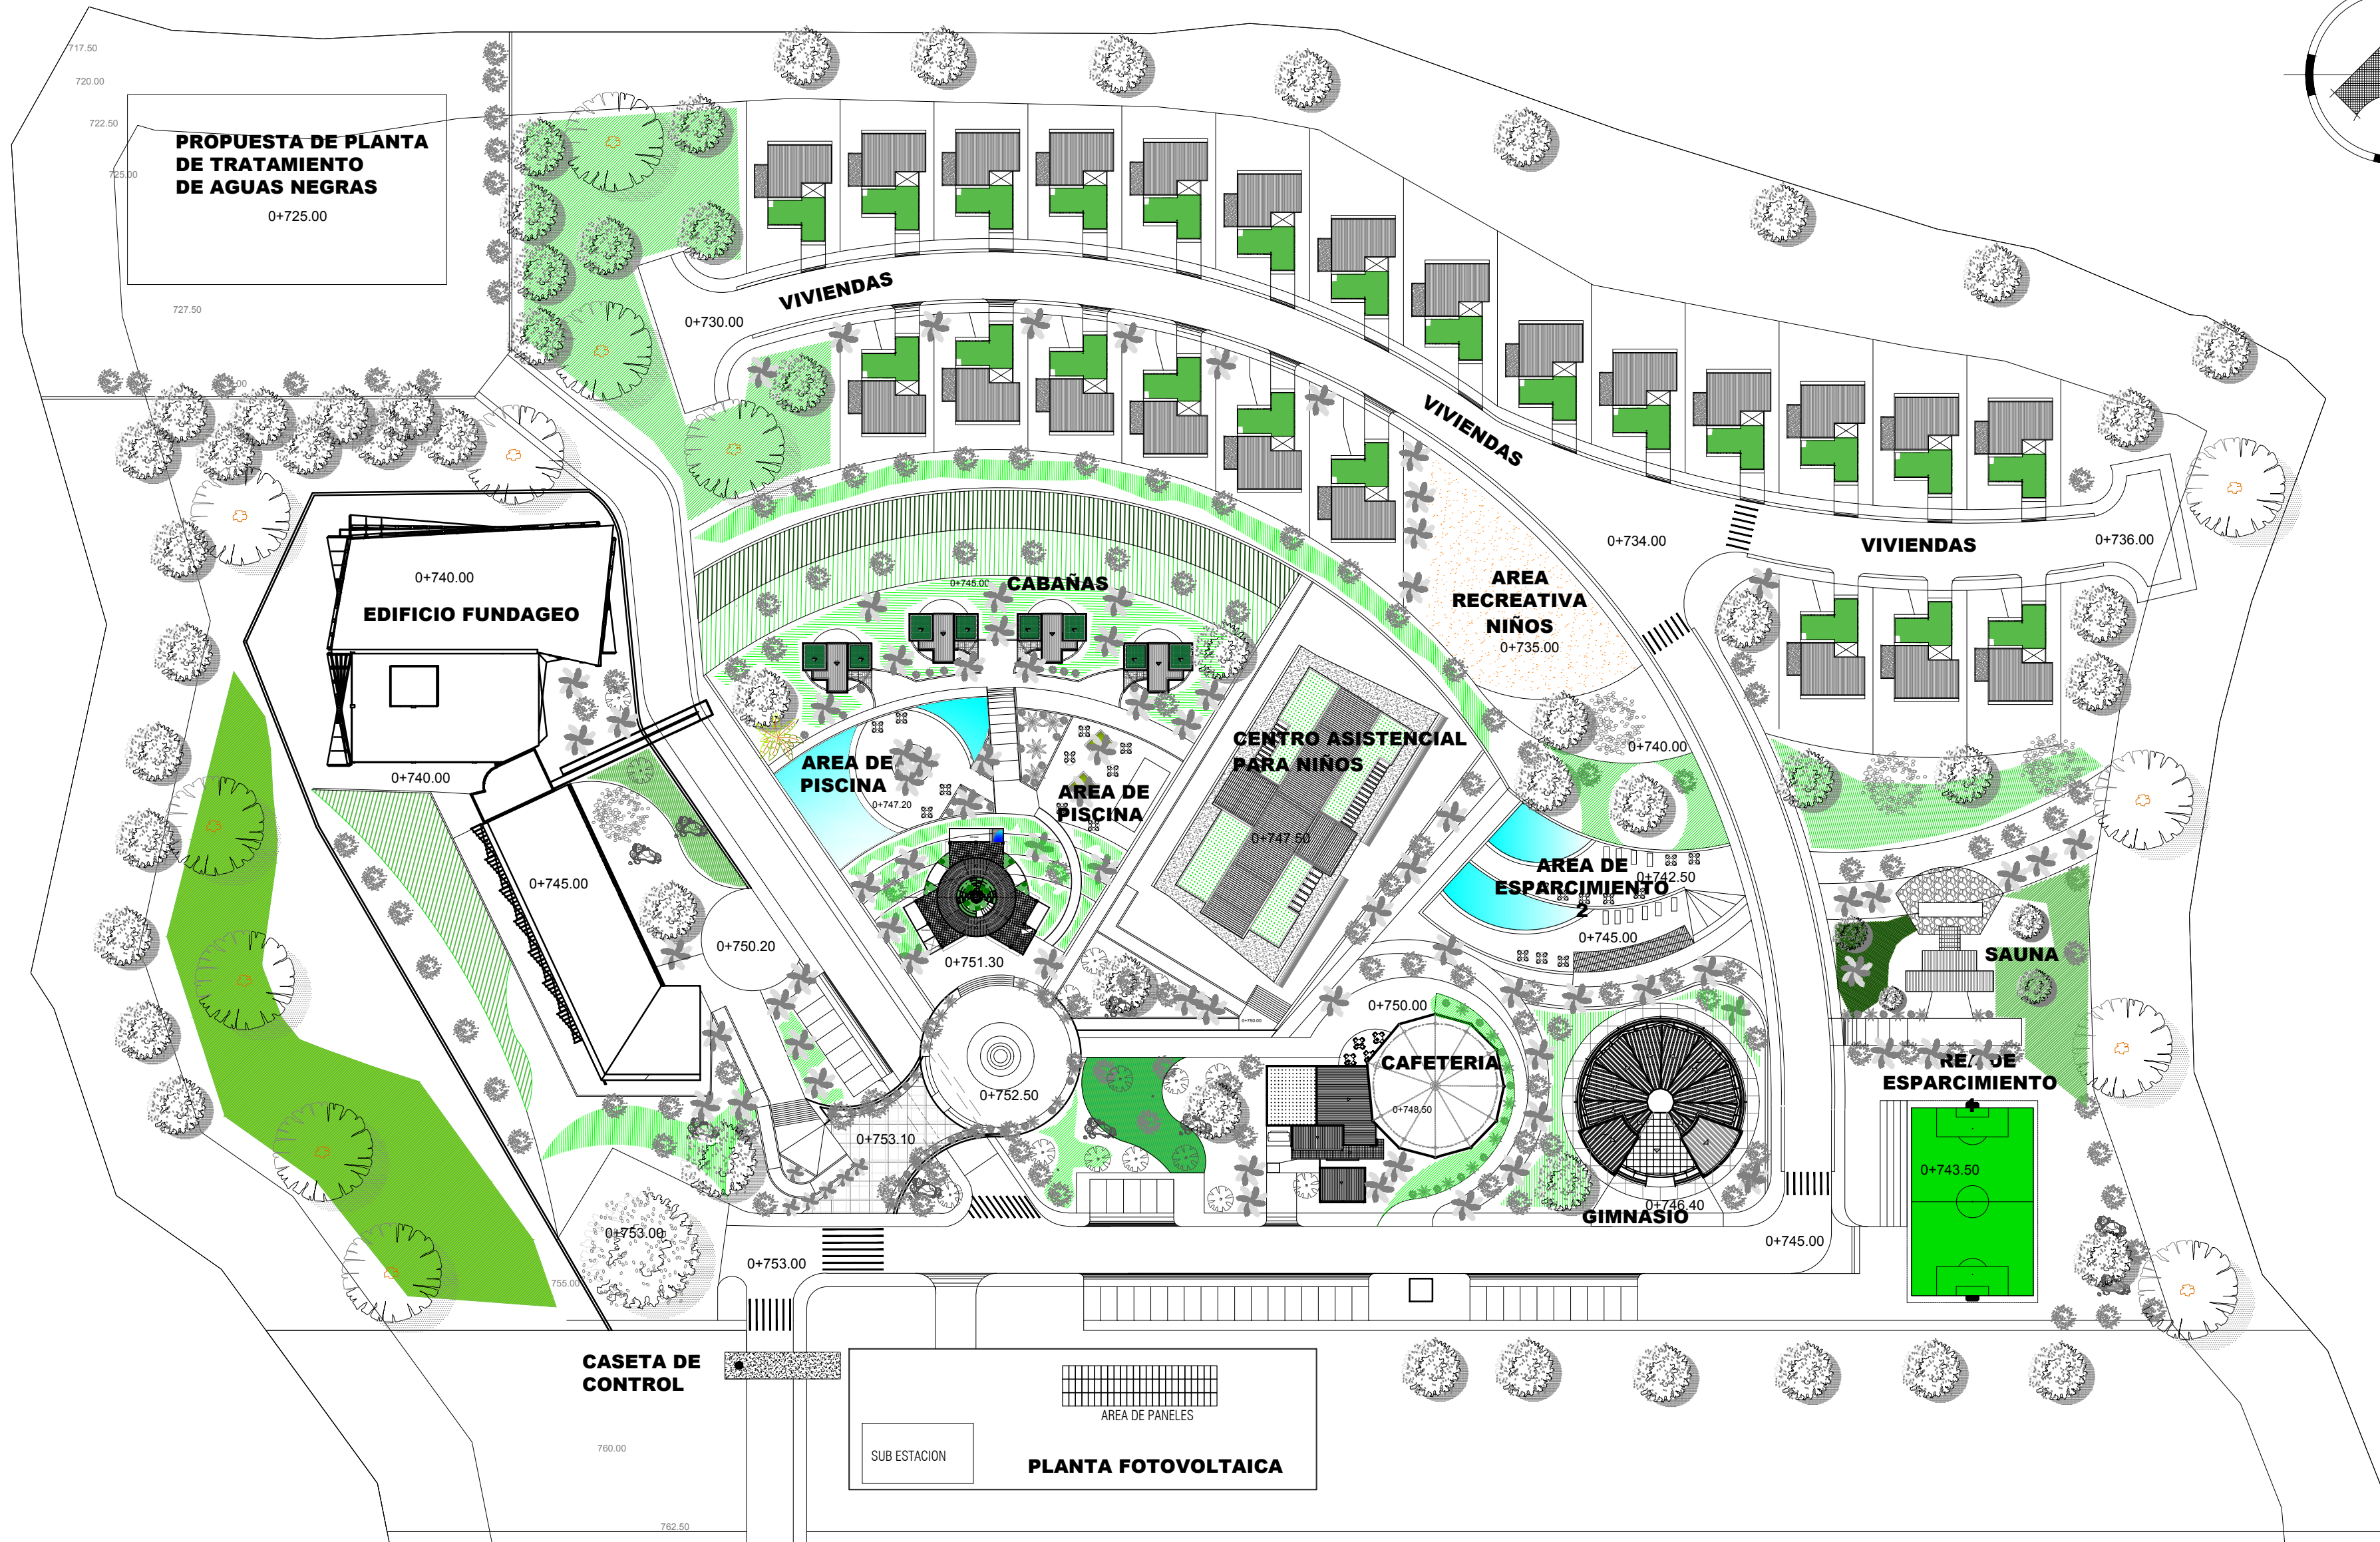 717.50
720.00
722.50
PROPUESTA DE PLANTA
DE TRATAMIENTO
DE AGUAS NEGRAS
725.00
0+725.00
727.50
VIVIENDAS
0+730.00
VIVIENDAS
0+734.00
VIVIENDAS
0+736.00
0+740.00
EDIFICIO FUNDAGEO
0+745.00
CABAÑAS
AREA
RECREATIVA
NIÑOS
0+735.00
CENTRO ASISTENCIAL
PARA NIÑOS
0+747.50
0+740.00
0+740.00
AREA DE
PISCINA
0+747.20
AREA DE
PISCINA
AREA DE
ESPARCIMIENTO
2
0+742.50
0+745.00
0+745.00
0+750.20
0+751.30
SAUNA
0+750.00
0+750.00
CAFETERIA
0+748.50
REA DE
ESPARCIMIENTO
0+752.50
0+753.10
0+743.50
0+746.40
GIMNASIO
0+753.00
0+745.00
0+753.00
755.00
CASETA DE
CONTROL
AREA DE PANELES
760.00
SUB ESTACION
PLANTA FOTOVOLTAICA
762.50